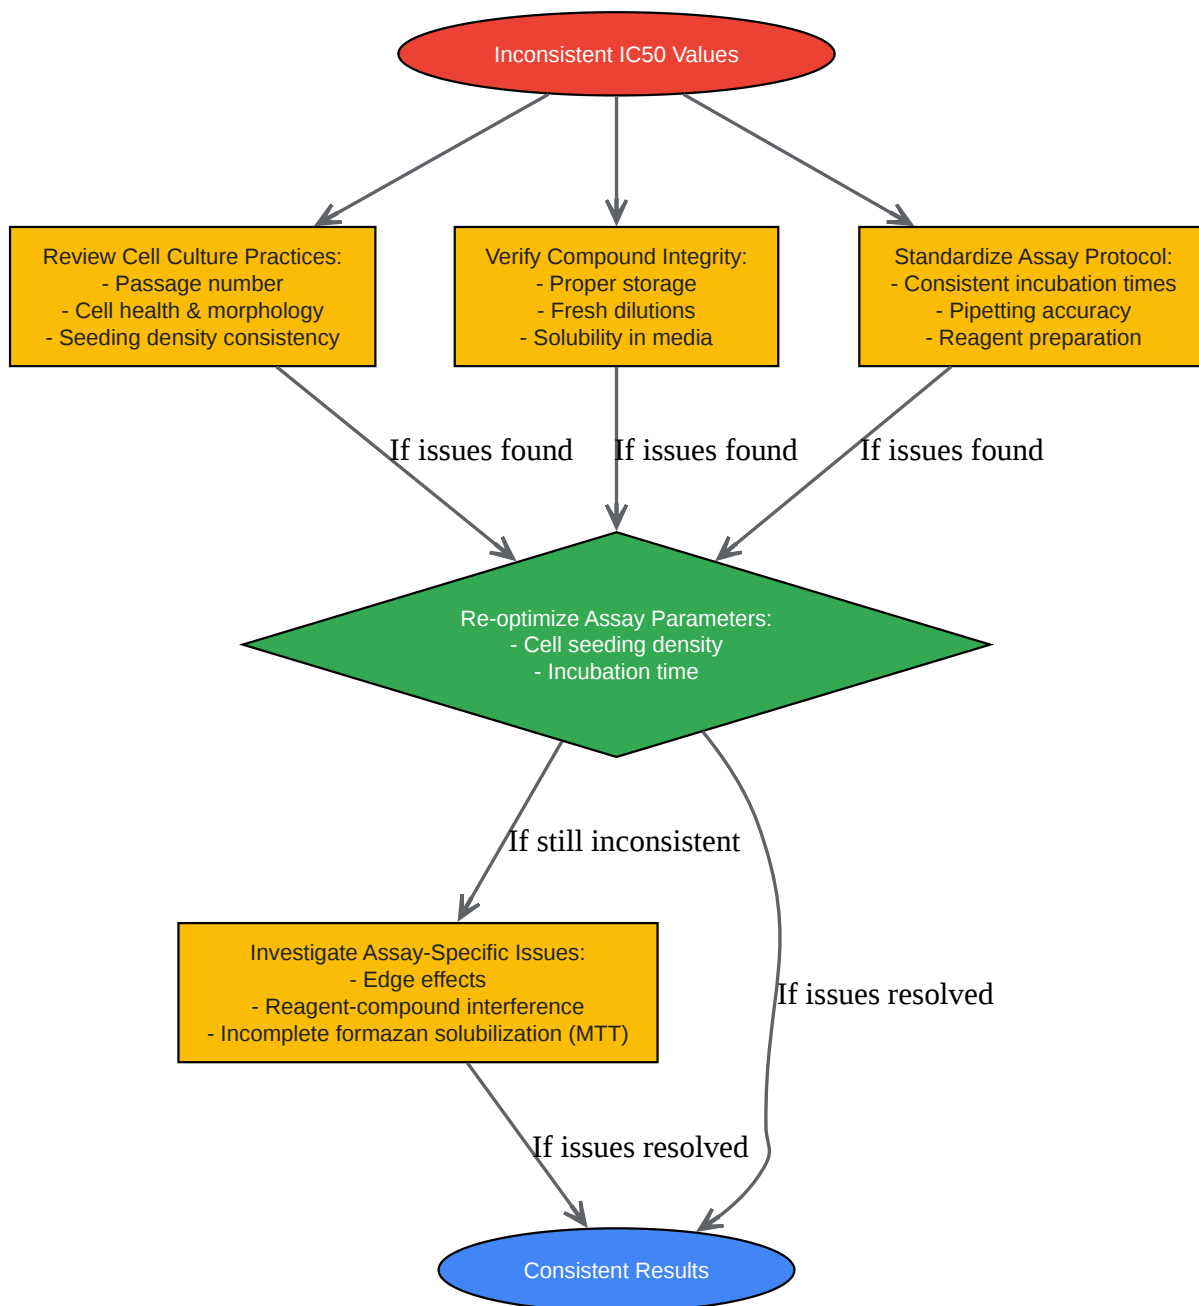 Inconsistent IC50 Values
Review Cell Culture Practices:
- Passage number
- Cell health & morphology
- Seeding density consistency
Verify Compound Integrity:
- Proper storage
- Fresh dilutions
- Solubility in media
Standardize Assay Protocol:
- Consistent incubation times
- Pipetting accuracy
- Reagent preparation
If issues found
If issues found
If issues found
Re-optimize Assay Parameters:
- Cell seeding density
- Incubation time
If still inconsistent
Investigate Assay-Specific Issues:
- Edge effects
- Reagent-compound interference
- Incomplete formazan solubilization (MTT)
If issues resolved
If issues resolved
Consistent Results